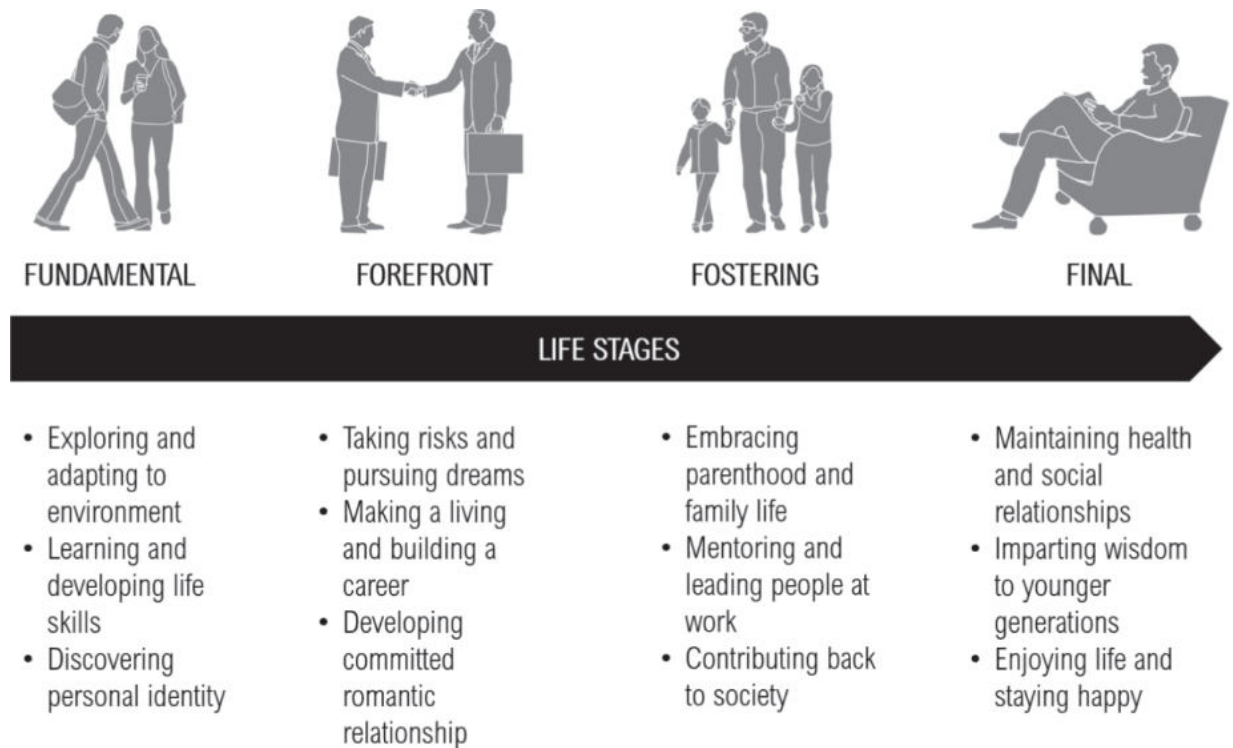 FUNDAMENTAL
FOREFRONT
FOSTERING
FINAL
LIFE STAGES
• Exploring and
adapting to
environment
• Learning and
developing life
skills
• Discovering
personal identity
• Taking risks and
pursuing dreams
• Making a living
and building a
career
• Developing
committed
romantic
relationship
• Embracing
parenthood and
family life
• Mentoring and
leading people at
work
• Contributing back
to society
• Maintaining health
and social
relationships
• Imparting wisdom
to younger
generations
• Enjoying life and
staying happy